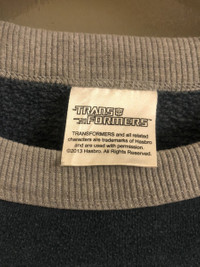 TRANS
FORMERS
TRANSFORMERS and all related
characters are trademarks of Hasbro
and are used with permission.
©2013 Hasbro. All Rights Reserved.